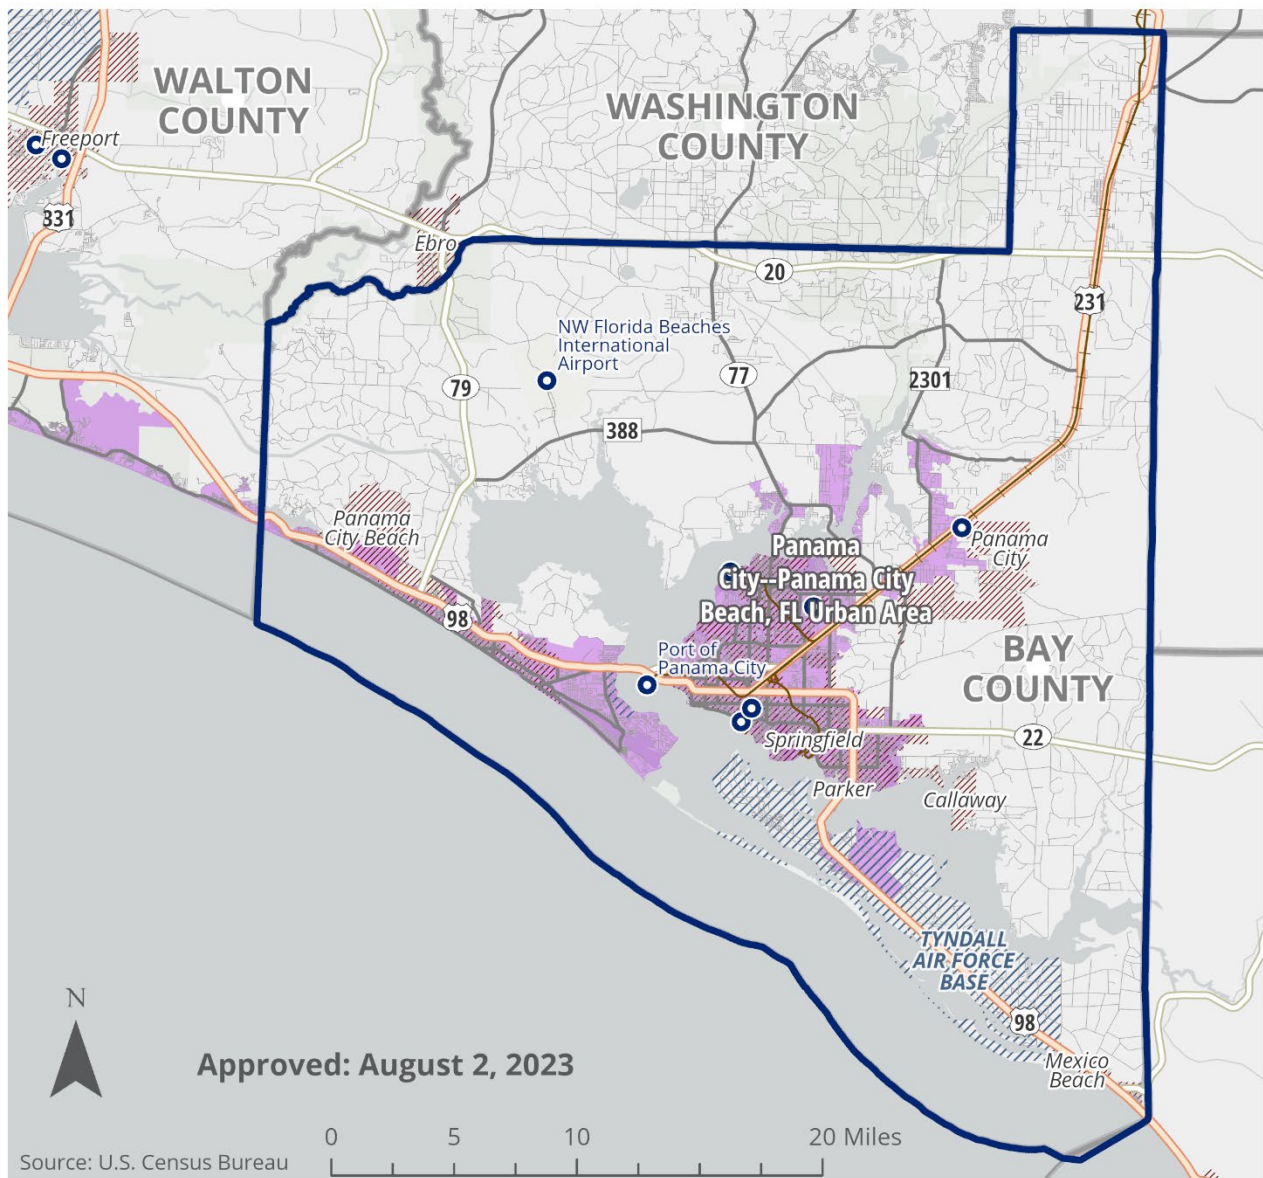 WALTON
COUNTY
WASHINGTON
COUNTY
Freeport
331
Ebro
20
231
NW Florida Beaches
International
Airport
79
77
2301
388
Panama
City Beach
Panama
City--Panama City
Beach, FL Urban Area
Panama
City
98
Port of
Panama City
BAY
COUNTY
Springfield
22
Parker
Callaway
TYNDALL
AIR FORCE
BASE
98
Mexico
Beach
N
Approved: August 2, 2023
0 5 10 20 Miles
Source: U.S. Census Bureau